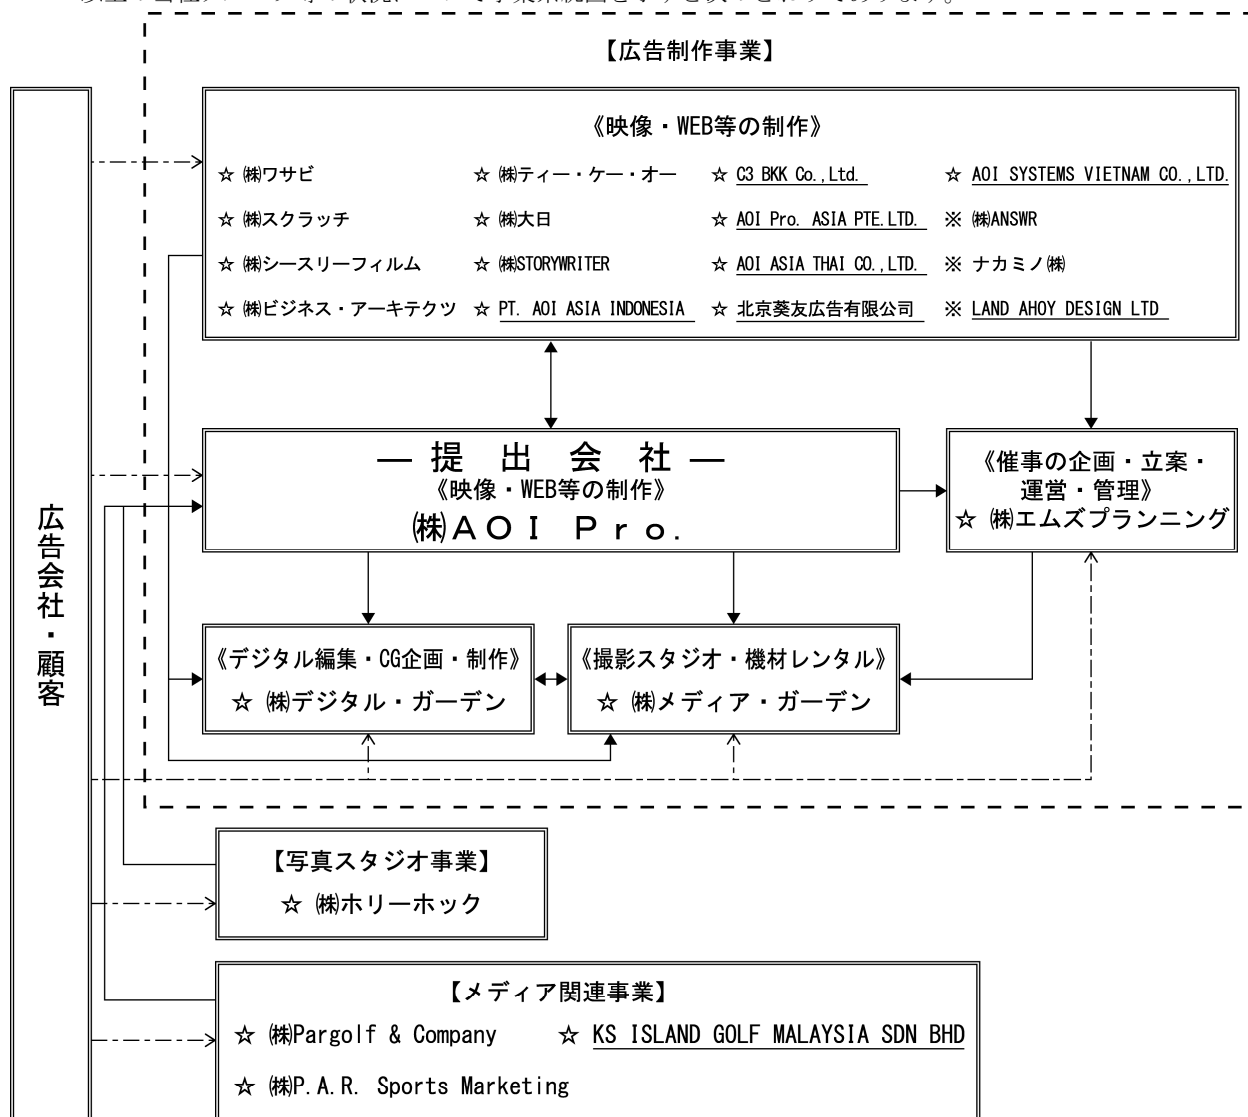 【広告制作事業】
《映像・WEB等の制作》
☆ ㈱ワサビ ☆ ㈱ティー・ケー・オー ☆ C3 BKK Co.,Ltd. ☆ AOI SYSTEMS VIETNAM CO.,LTD.
☆ ㈱スクラッチ ☆ ㈱大日 ☆ AOI Pro. ASIA PTE.LTD. ※ ㈱ANSWR
☆ ㈱シースリーフィルム ☆ ㈱STORYWRITER ☆ AOI ASIA THAI CO.,LTD. ※ ナカミノ㈱
☆ ㈱ビジネス・アーキテクツ ☆ PT. AOI ASIA INDONESIA ☆ 北京葵友広告有限公司 ※ LAND AHOY DESIGN LTD
― 提 出 会 社 ―
《映像・WEB等の制作》
㈱ＡＯＩ Ｐｒｏ．
《催事の企画・立案・
運営・管理》
☆ ㈱エムズプランニング
広告会社・顧客
《デジタル編集・CG企画・制作》
☆ ㈱デジタル・ガーデン
《撮影スタジオ・機材レンタル》
☆ ㈱メディア・ガーデン
【写真スタジオ事業】
☆ ㈱ホリーホック
【メディア関連事業】
☆ ㈱Pargolf & Company ☆ KS ISLAND GOLF MALAYSIA SDN BHD
☆ ㈱P.A.R. Sports Marketing